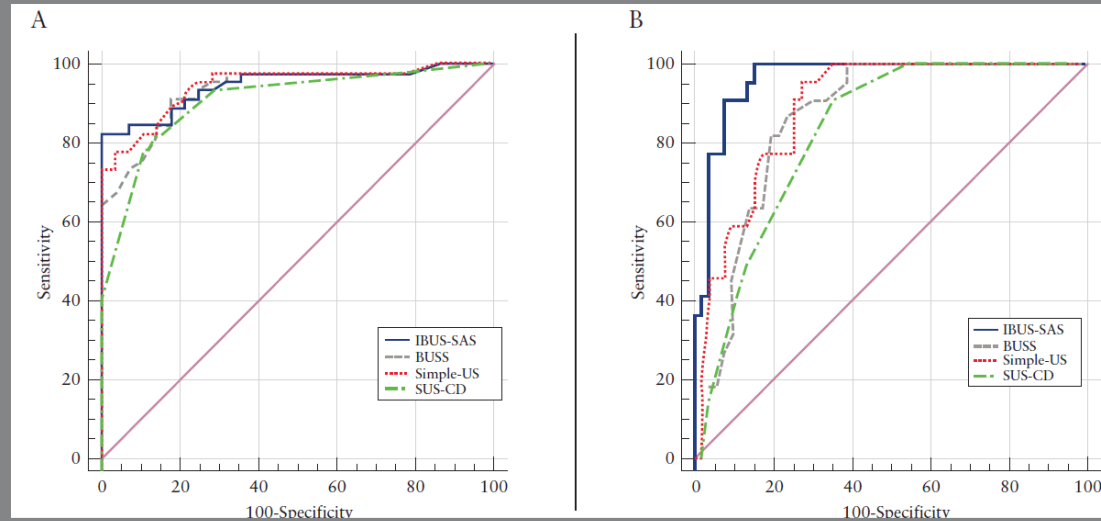 A
B
100
80
60
40
20
0
Sensitivity
IBUS-SAS
BUSS
Simple-US
SUS-CD
0 20 40 60 80 100
100-Specificity
100
80
60
40
20
0
Sensitivity
IBUS-SAS
BUSS
Simple-US
SUS-CD
0 20 40 60 80 100
100-Specificity